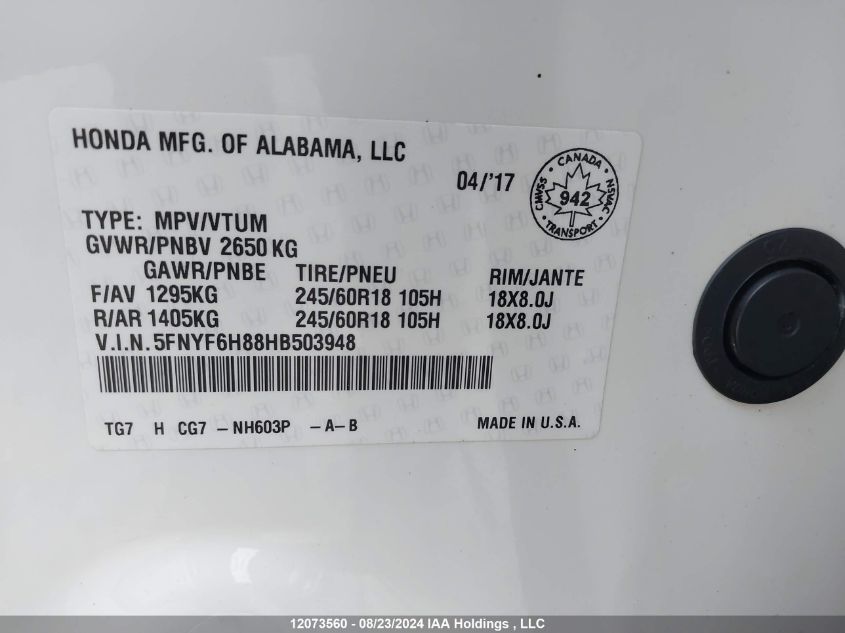 HONDA MFG. OF ALABAMA, LLC
04/'17
CANADA
CMVSS 942 NSVAC
TRANSPORT
TYPE: MPV/VTUM
GVWR/PNBV 2650 KG
GAWR/PNBE TIRE/PNEU RIM/JANTE
F/AV 1295KG 245/60R18 105H 18X8.0J
R/AR 1405KG 245/60R18 105H 18X8.0J
V.I.N. 5FNYF6H88HB503948
TG7 H CG7 -NH603P -A-B MADE IN U.S.A.
12073560 - 08/23/2024 IAA Holdings , LLC